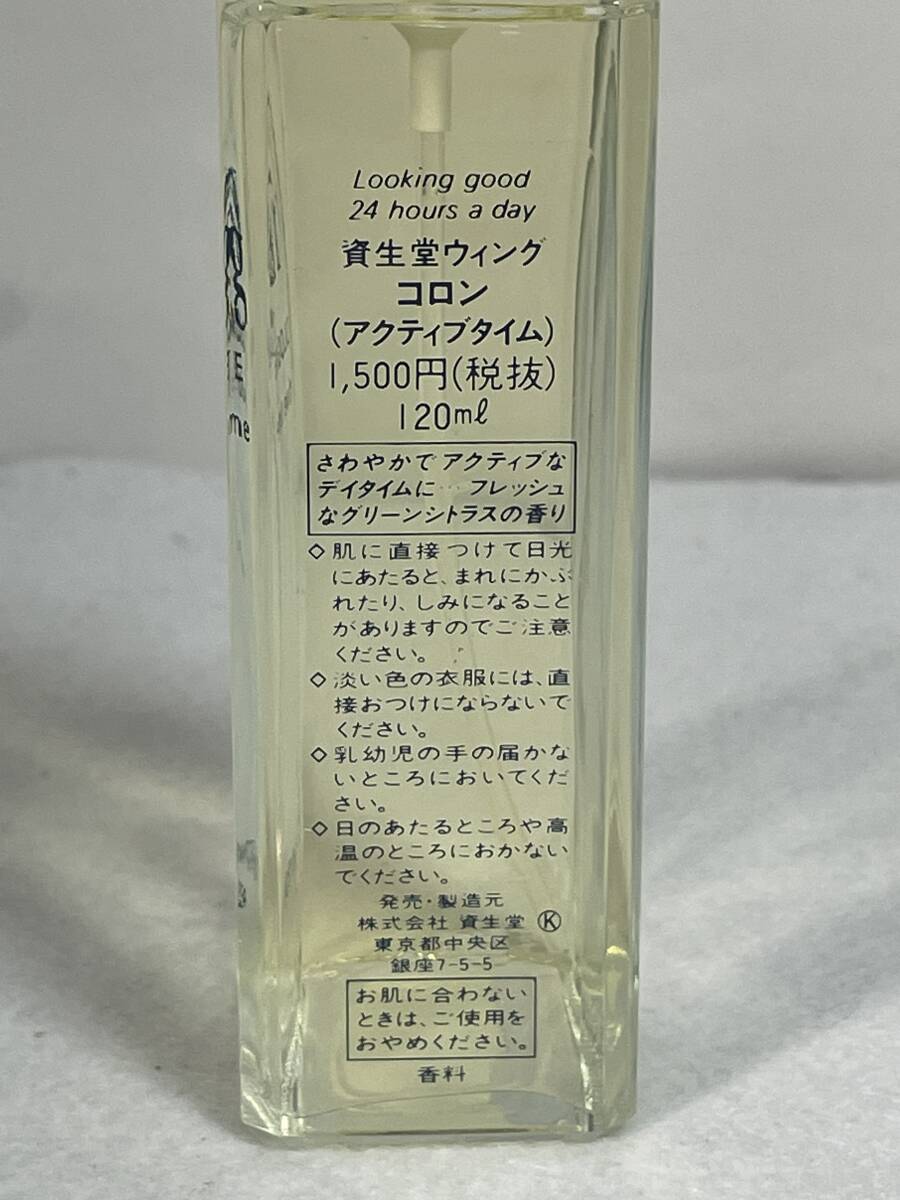 Looking good
24 hours a day
資生堂ウィング
コロン
(アクティブタイム)
1,500円(税抜)
120ml
さわやかでアクティブな
デイタイムに…フレッシュ
なグリーンシトラスの香り
◇肌に直接つけて日光
にあたると、まれにかぶ
れたり、しみになること
がありますのでご注意
ください。
◇淡い色の衣服には、直
接おつけにならないで
ください。
◇乳幼児の手の届かな
いところにおいてくだ
さい。
◇日のあたるところや高
温のところにおかない
でください。
発売・製造元
株式会社 資生堂 Ⓚ
東京都中央区
銀座7-5-5
お肌に合わない
ときは、ご使用を
おやめください。
香料